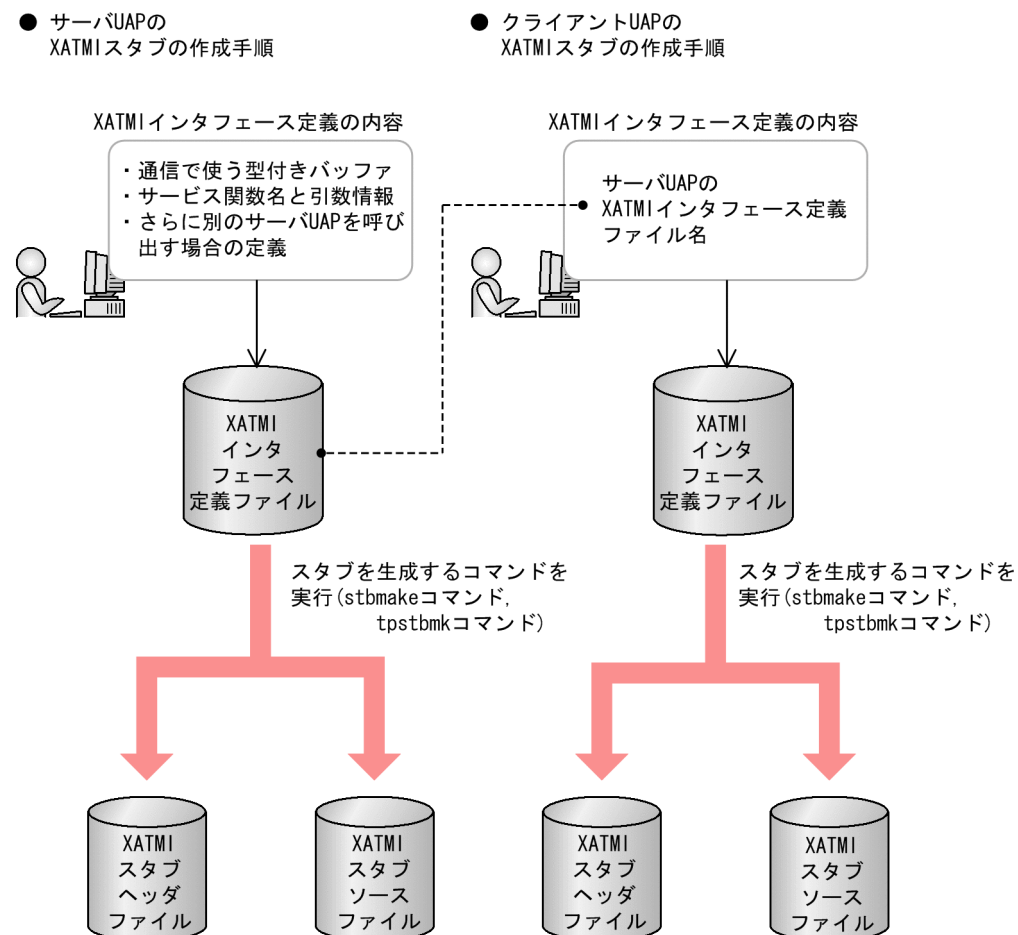 ● サーバUAPの
XATMIスタブの作成手順
● クライアントUAPの
XATMIスタブの作成手順
XATMIインタフェース定義の内容
・通信で使う型付きバッファ
・サービス関数名と引数情報
・さらに別のサーバUAPを呼び
出す場合の定義
XATMIインタフェース定義の内容
サーバUAPの
XATMIインタフェース定義
ファイル名
XATMI
インタ
フェース
定義ファイル
XATMI
インタ
フェース
定義ファイル
スタブを生成するコマンドを
実行(stbmakeコマンド,
tpstbmkコマンド)
スタブを生成するコマンドを
実行(stbmakeコマンド,
tpstbmkコマンド)
XATMI
スタブ
ヘッダ
ファイル
XATMI
スタブ
ソース
ファイル
XATMI
スタブ
ヘッダ
ファイル
XATMI
スタブ
ソース
ファイル